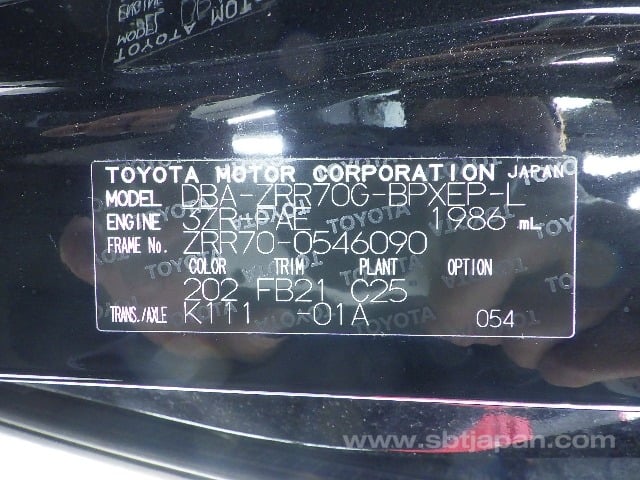 TOYOTA MOTOR CORPORATION JAPAN
MODEL DBA-ZRR70G-BPXEP-L
ENGINE 3ZR-FAE 1986 mL
FRAME No. ZRR70-0546090
COLOR TRIM PLANT OPTION
202 FB21 C25
TRANS./AXLE K111 -01A 054
www.sbtjapan.com